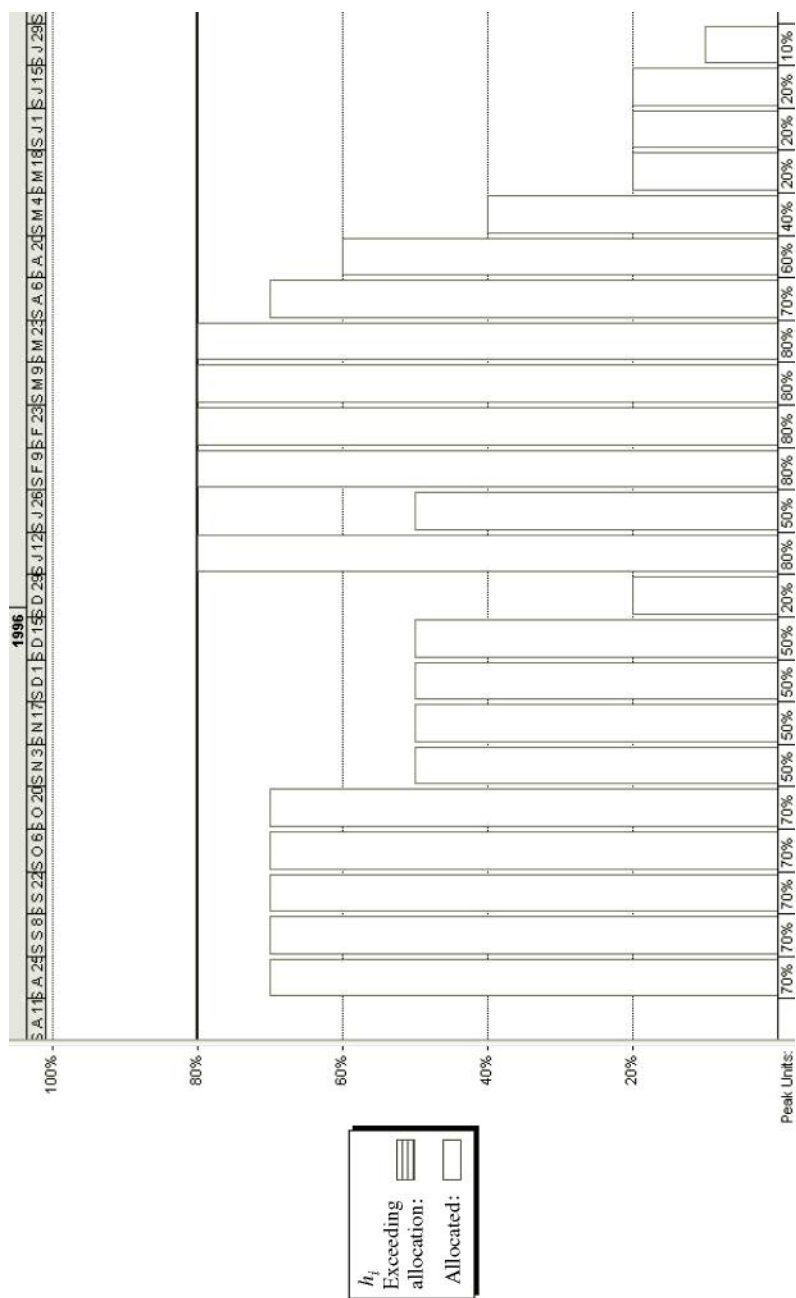 1996
S A 11 S A 25 S S 8 S S 22 S O 6 S O 20 S N 3 S N 17 S D 1 S D 15 S D 29 S J 12 S J 26 S F 9 S F 23 S M 9 S M 23 S A 6 S A 20 S M 4 S M 18 S J 1 S J 15 S J 29 S
100%
80%
60%
40%
20%
Peak Units: 70% 70% 70% 70% 70% 50% 50% 50% 50% 20% 80% 50% 80% 80% 80% 80% 70% 60% 40% 20% 20% 20% 10%
hi
Exceeding
allocation:
Allocated: